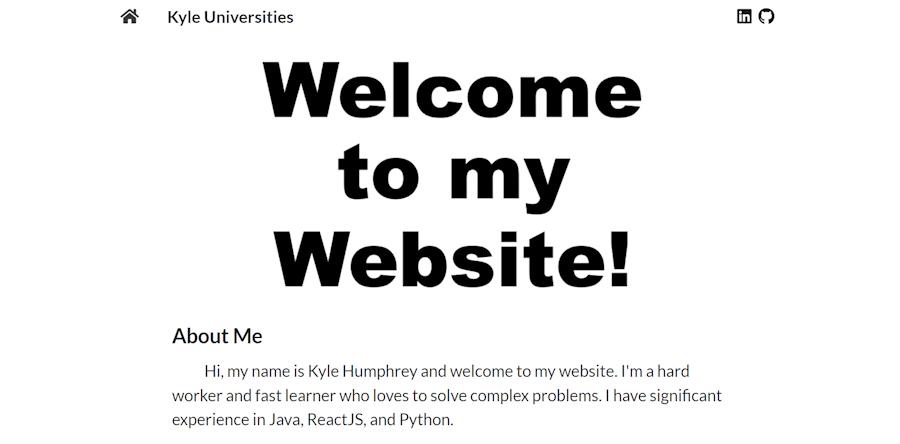 Kyle Universities
Welcome
to my
Website!
About Me
Hi, my name is Kyle Humphrey and welcome to my website. I'm a hard
worker and fast learner who loves to solve complex problems. I have significant
experience in Java, ReactJS, and Python.